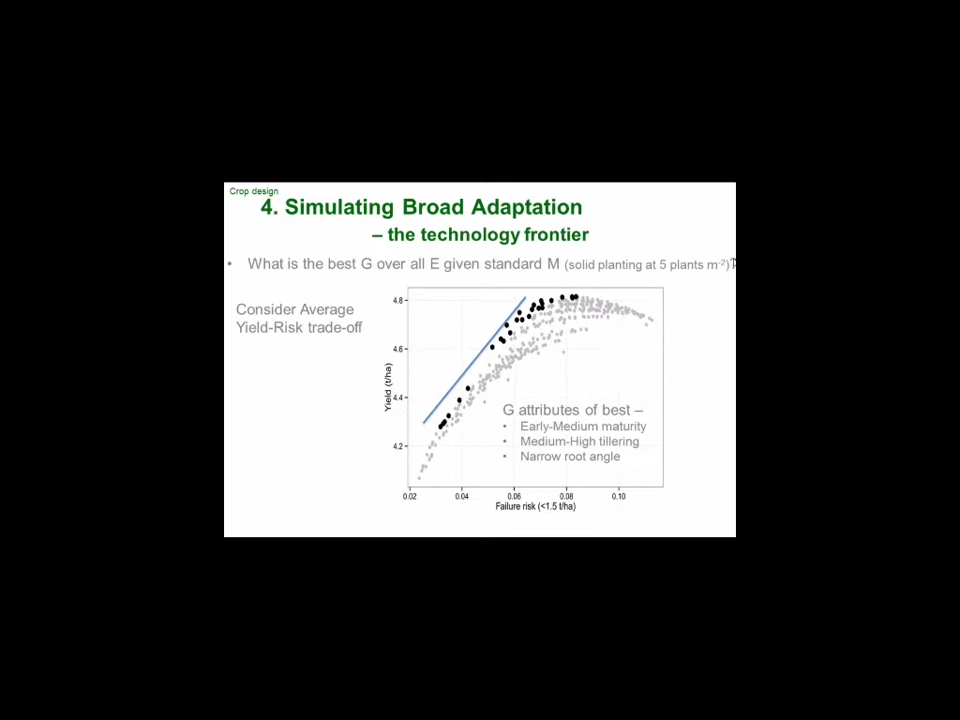 Crop design
4. Simulating Broad Adaptation
– the technology frontier
• What is the best G over all E given standard M (solid planting at 5 plants m-2)
Consider Average
Yield-Risk trade-off
4.8
4.6
4.4
4.2
Yield (t/ha)
G attributes of best –
• Early-Medium maturity
• Medium-High tillering
• Narrow root angle
0.02 0.04 0.06 0.08 0.10
Failure risk (<1.5 t/ha)